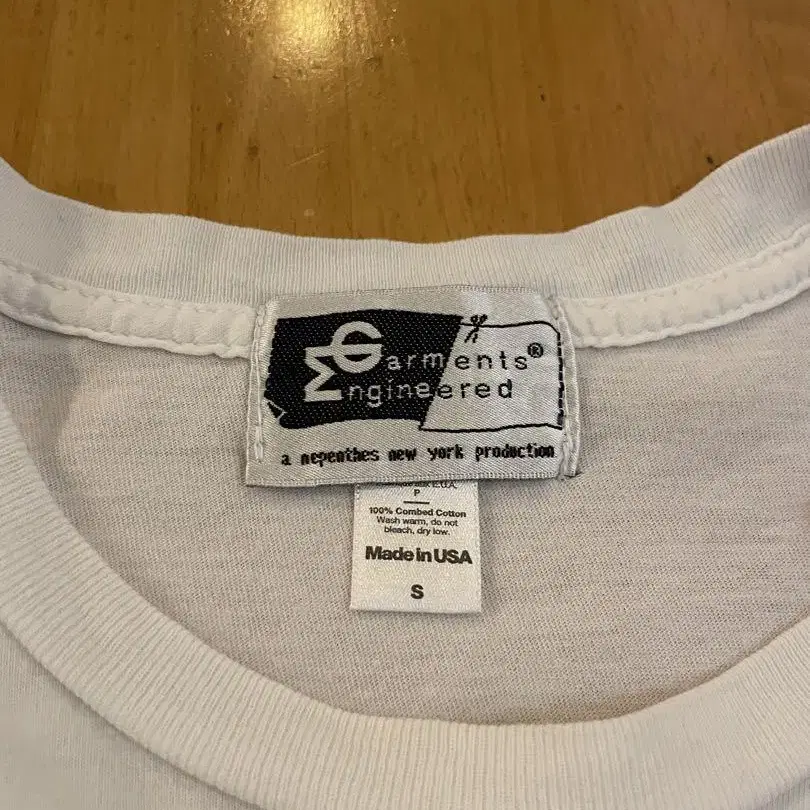 Garments®
Engineered
a nepenthes new york production
P
100% Combed Cotton
Wash warm, do not
bleach, dry low.
Made in USA
S